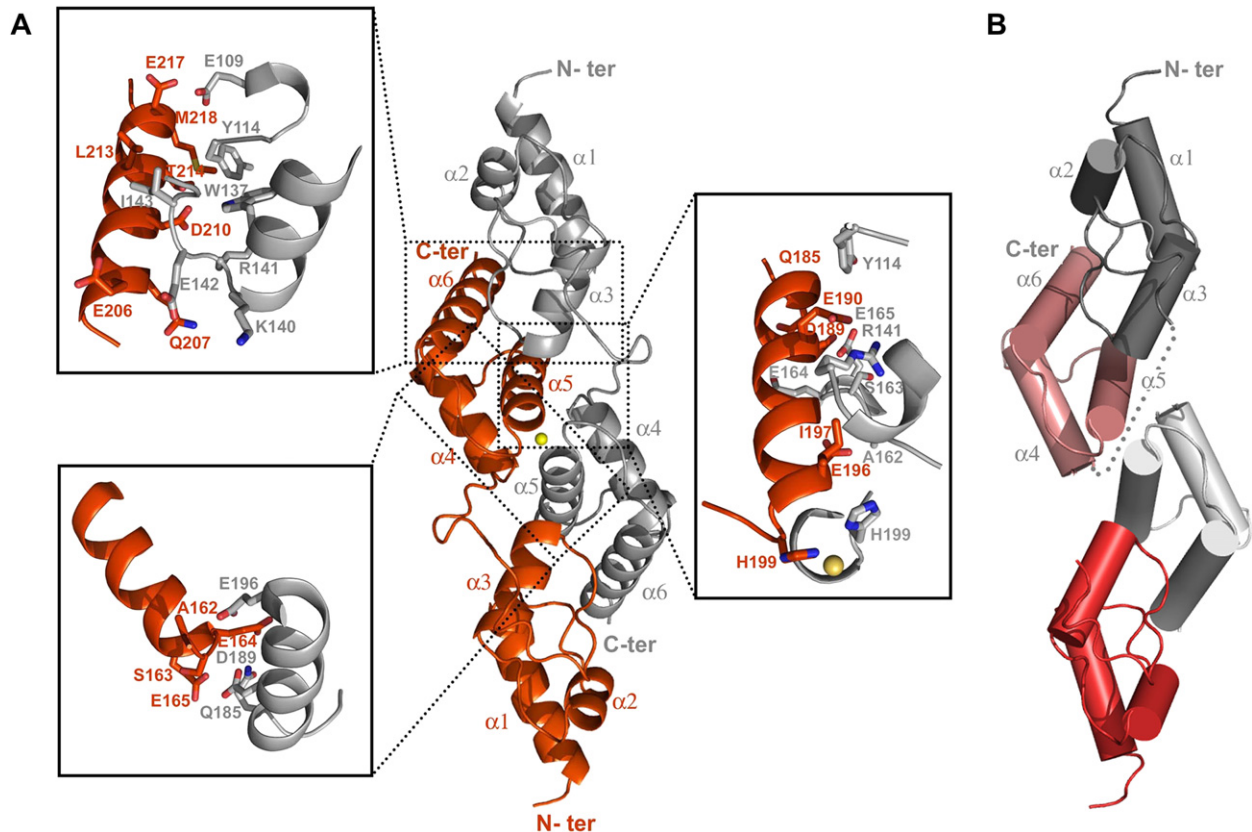 A
E217
E109
M218
Y114
L213
T214
W137
I143
D210
R141
E142
E206
K140
Q207
N- ter
α1
α2
C-ter
α6
α3
α5
α4
α4
α5
α3
α6
C-ter
α1
α2
N- ter
Y114
Q185
E190
E165
D189
R141
E164
S163
I197
A162
E196
H199
H199
E196
A162
E164
D189
S163
E165
Q185
B
N- ter
α1
α2
C-ter
α6
α3
α5
α4